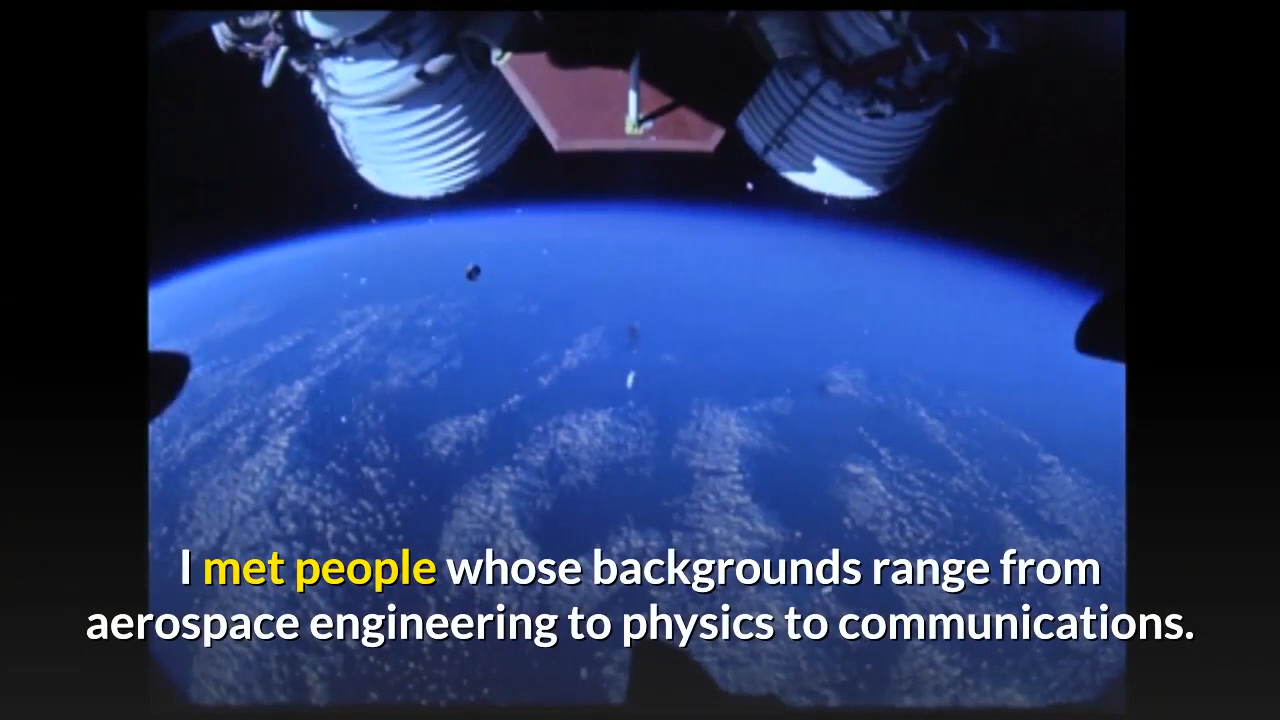 I met people whose backgrounds range from
aerospace engineering to physics to communications.